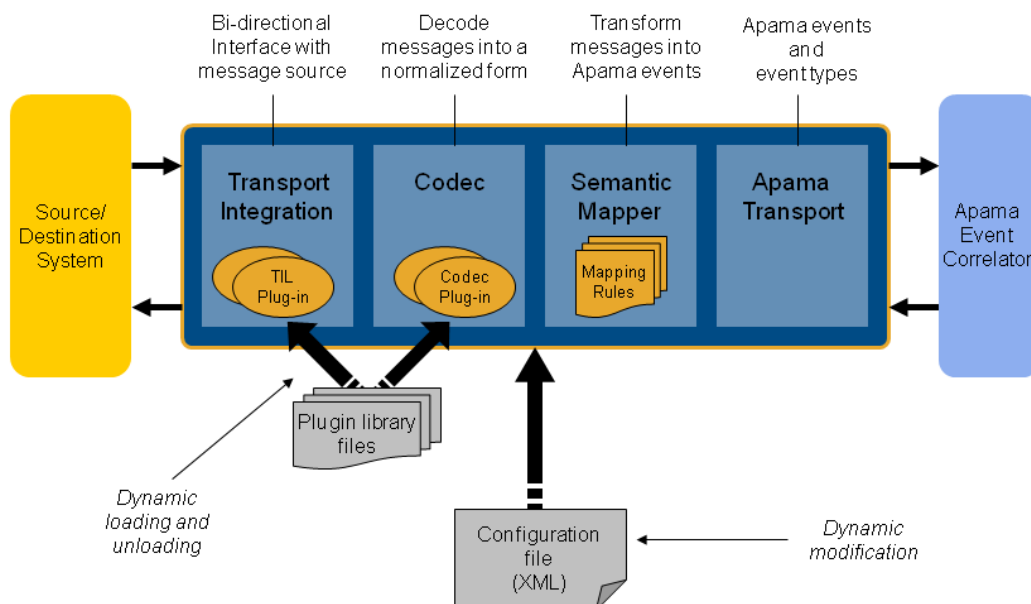 Bi-directional
Interface with
message source
Decode
messages into a
normalized form
Transform
messages into
Apama events
Apama events
and
event types
Source/
Destination
System
Transport
Integration
TIL
Plug-in
Codec
Codec
Plug-in
Semantic
Mapper
Mapping
Rules
Apama
Transport
Apama
Event
Correlator
Plugin library
files
Dynamic
loading and
unloading
Configuration
file
(XML)
Dynamic
modification